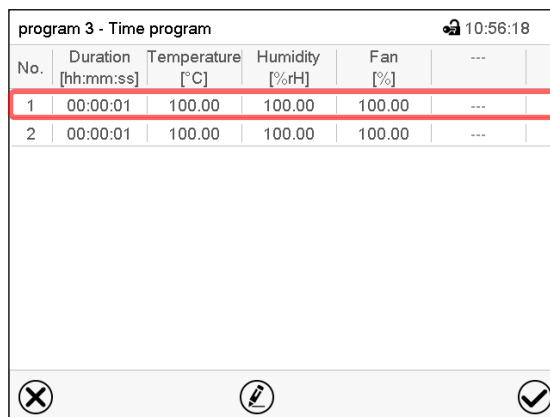 program 3 - Time program 10:56:18
No. Duration [hh:mm:ss] Temperature [°C] Humidity [%rH] Fan [%] ---
1 00:00:01 100.00 100.00 100.00 ---
2 00:00:01 100.00 100.00 100.00 ---